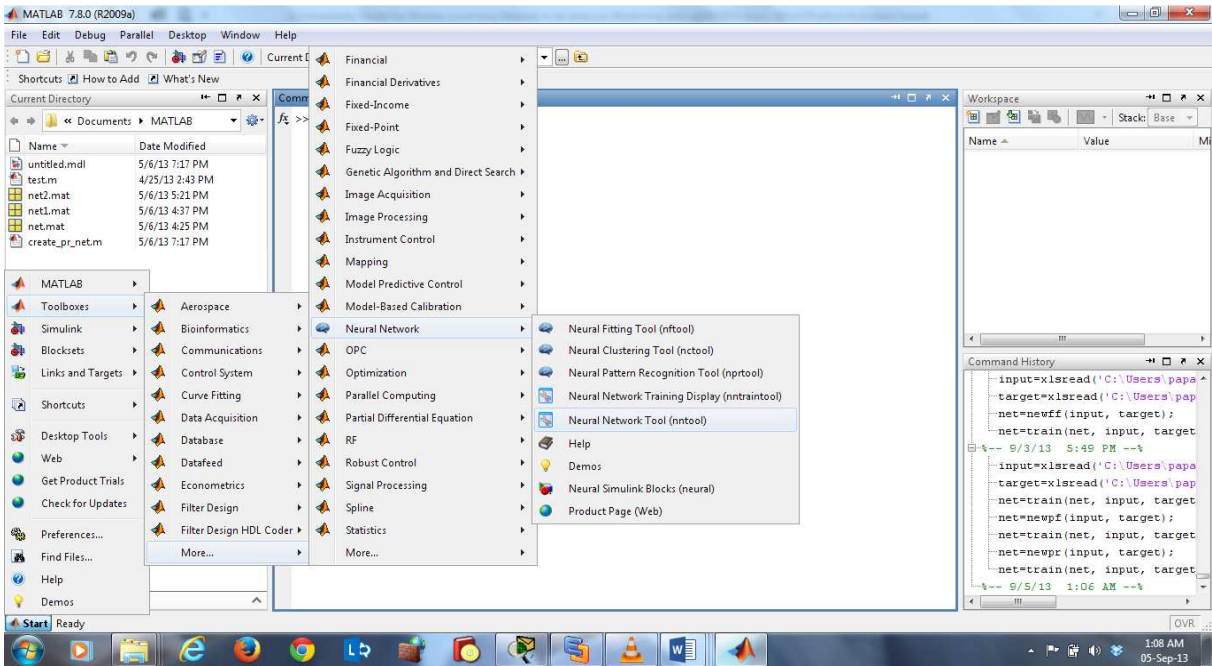 MATLAB 7.8.0 (R2009a)
File Edit Debug Parallel Desktop Window Help
Current D
Shortcuts How to Add What's New
Current Directory
« Documents MATLAB
Name Date Modified
untitled.mdl 5/6/13 7:17 PM
test.m 4/25/13 2:43 PM
net2.mat 5/6/13 5:21 PM
net1.mat 5/6/13 4:37 PM
net.mat 5/6/13 4:25 PM
create_pr_net.m 5/6/13 7:17 PM
MATLAB
Toolboxes
Simulink
Blocksets
Links and Targets
Shortcuts
Desktop Tools
Web
Get Product Trials
Check for Updates
Preferences...
Find Files...
Help
Demos
Aerospace
Bioinformatics
Communications
Control System
Curve Fitting
Data Acquisition
Database
Datafeed
Econometrics
Filter Design
Filter Design HDL Coder
More...
Financial
Financial Derivatives
Fixed-Income
Fixed-Point
Fuzzy Logic
Genetic Algorithm and Direct Search
Image Acquisition
Image Processing
Instrument Control
Mapping
Model Predictive Control
Model-Based Calibration
Neural Network
OPC
Optimization
Parallel Computing
Partial Differential Equation
RF
Robust Control
Signal Processing
Spline
Statistics
More...
Comm
fx >>
Neural Fitting Tool (nftool)
Neural Clustering Tool (nctool)
Neural Pattern Recognition Tool (nprtool)
Neural Network Training Display (nntraintool)
Neural Network Tool (nntool)
Help
Demos
Neural Simulink Blocks (neural)
Product Page (Web)
Workspace
Stack: Base
Name Value Mi
Command History
input=xlsread('C:\Users\papa
target=xlsread('C:\Users\pap
net=newff(input, target);
net=train(net, input, target
%-- 9/3/13 5:49 PM --%
input=xlsread('C:\Users\papa
target=xlsread('C:\Users\pap
net=train(net, input, target
net=newpf(input, target);
net=train(net, input, target
net=newpr(input, target);
net=train(net, input, target
%-- 9/5/13 1:06 AM --%
Start Ready
OVR
1:08 AM
05-Sep-13